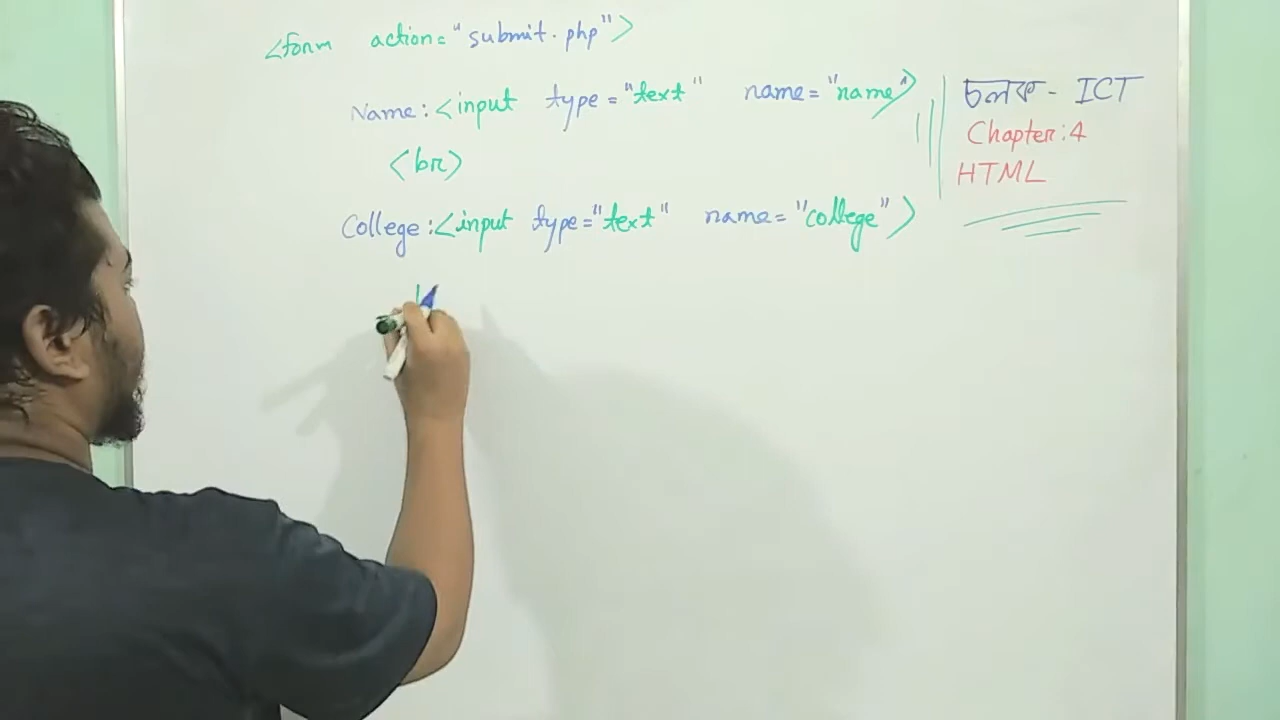 <form action="submit.php">
Name:<input type="text" name="name">
<br>
College:<input type="text" name="college">
চলক- ICT
Chapter:4
HTML